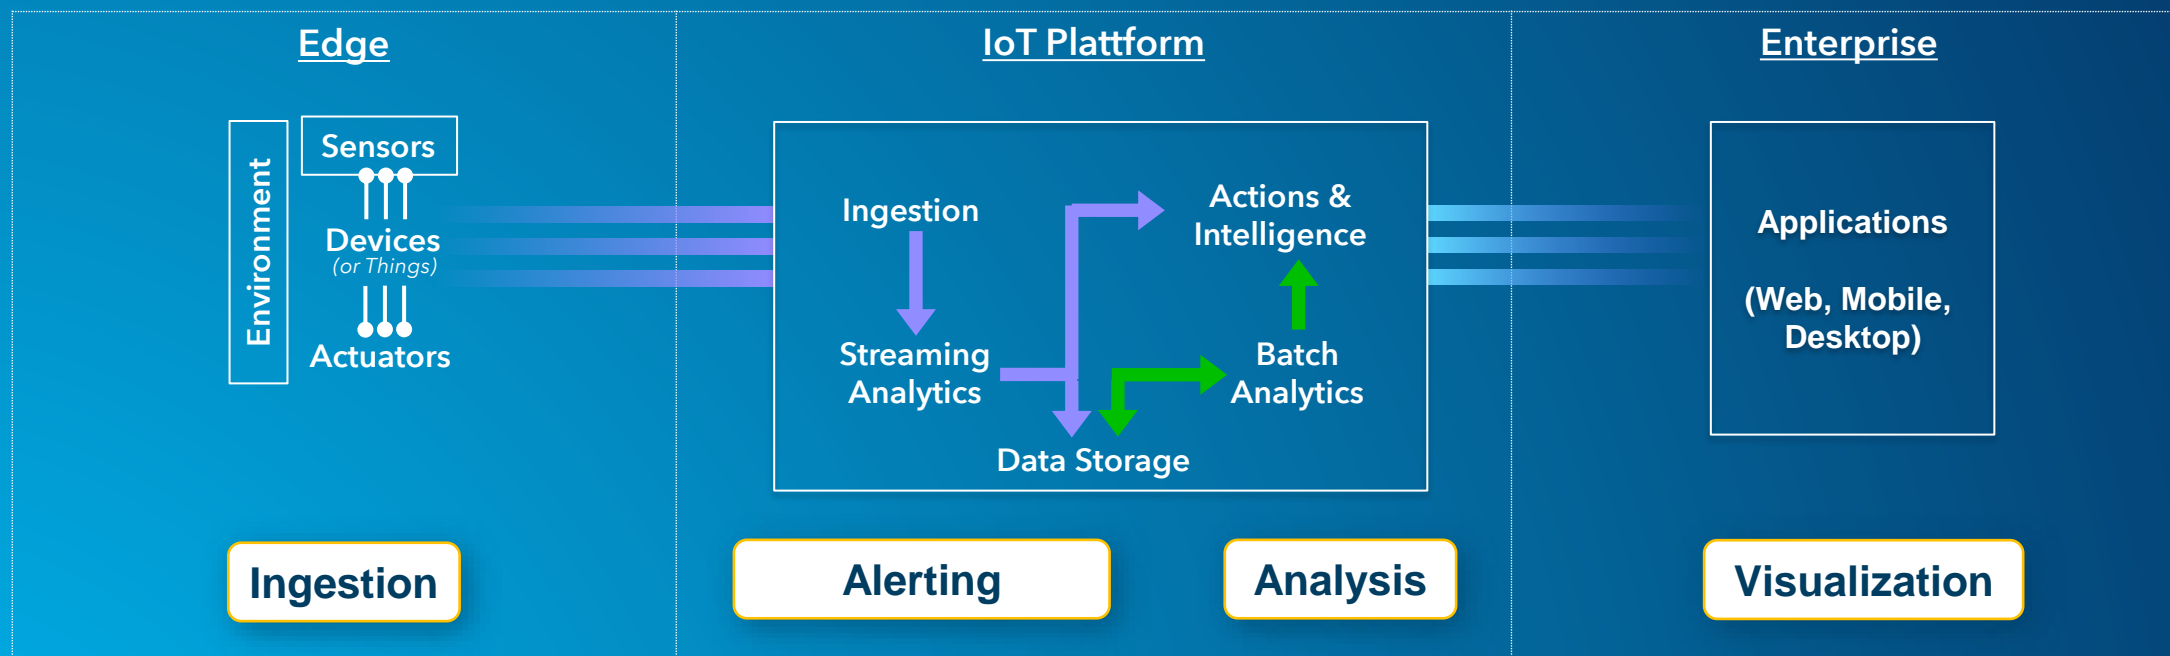 Edge
Environment
Sensors
Devices
(or Things)
Actuators
IoT Plattform
Ingestion
Streaming
Analytics
Data Storage
Actions &
Intelligence
Batch
Analytics
Enterprise
Applications
(Web, Mobile,
Desktop)
Ingestion
Alerting
Analysis
Visualization